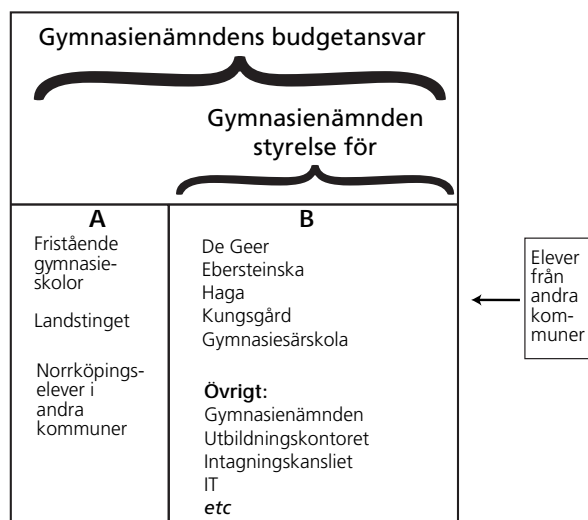 Gymnasienämndens budgetansvar
Gymnasienämnden
styrelse för
A
Fristående
gymnasie-
skolor
Landstinget
Norrköpings-
elever i
andra
kommuner
B
De Geer
Ebersteinska
Haga
Kungsgård
Gymnasiesärskola
Övrigt:
Gymnasienämnden
Utbildningskontoret
Intagningskansliet
IT
etc
Elever
från
andra
kom-
muner